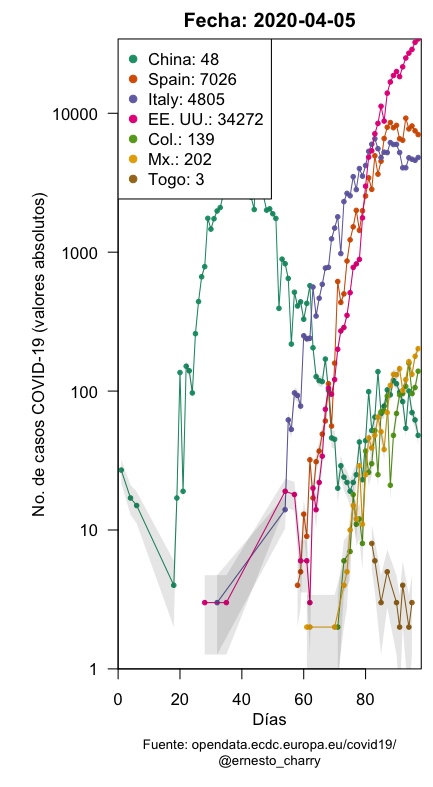 Fecha: 2020-04-05
China: 48
Spain: 7026
Italy: 4805
EE. UU.: 34272
Col.: 139
Mx.: 202
Togo: 3
No. de casos COVID-19 (valores absolutos)
10000
1000
100
10
1
0 20 40 60 80
Días
Fuente: opendata.ecdc.europa.eu/covid19/
@ernesto_charry